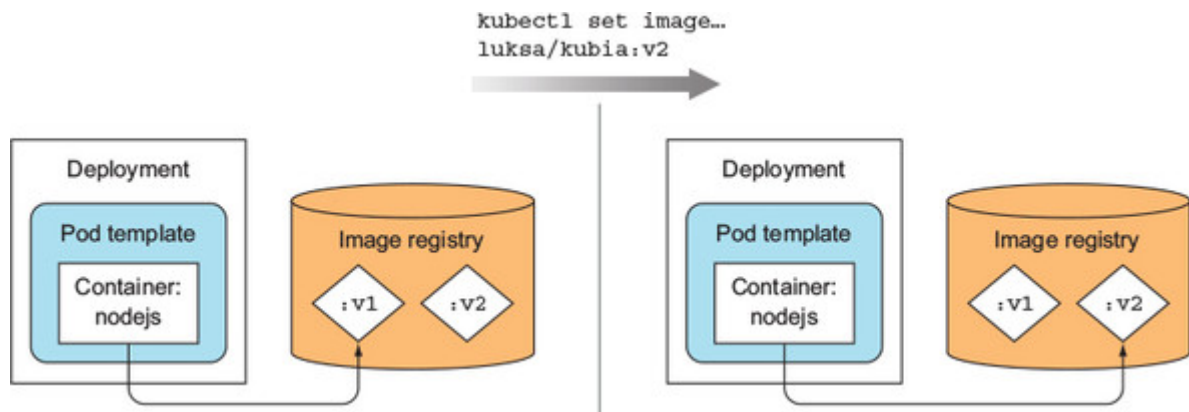 kubectl set image…
luksa/kubia:v2
Deployment
Pod template
Container:
nodejs
Image registry
:v1
:v2
Deployment
Pod template
Container:
nodejs
Image registry
:v1
:v2